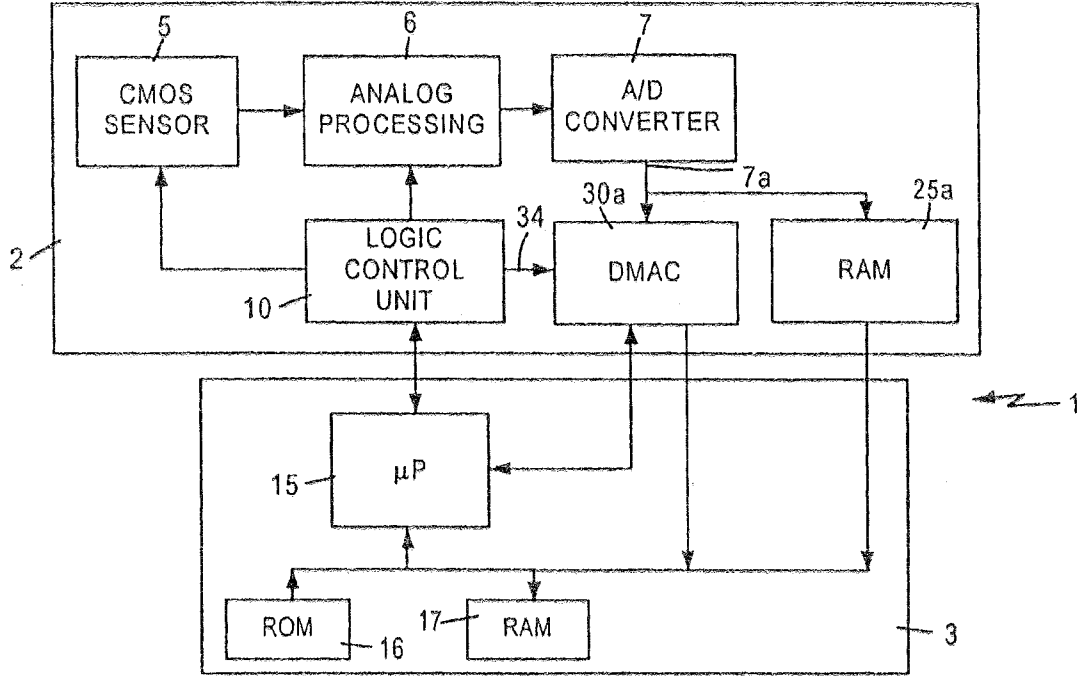 5
6
7
CMOS
SENSOR
ANALOG
PROCESSING
A/D
CONVERTER
7a
30a
25a
34
2
LOGIC
CONTROL
UNIT
10
DMAC
RAM
1
15
µP
ROM
16
17
RAM
3